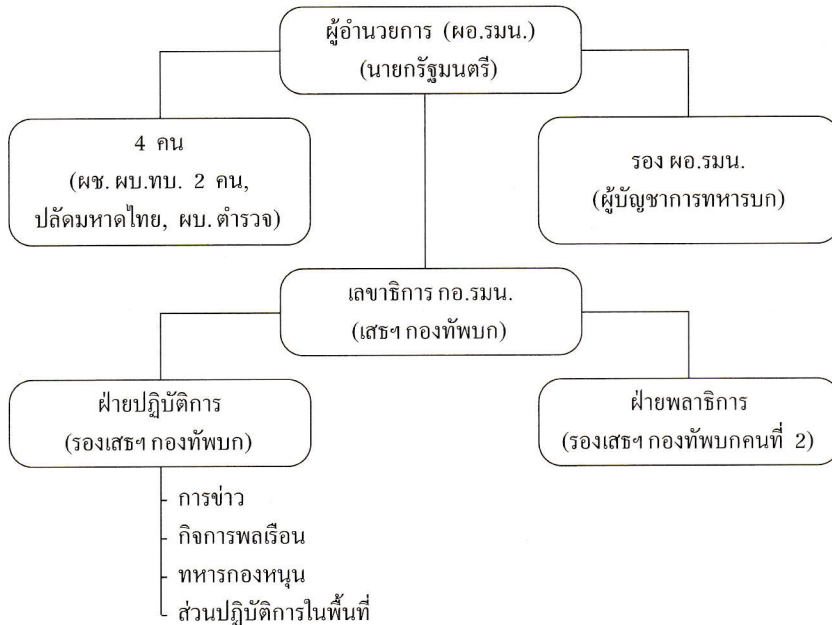 ผู้อำนวยการ (ผอ.รมน.)
(นายกรัฐมนตรี)
4 คน
(ผช. ผบ.ทบ. 2 คน,
ปลัดมหาดไทย, ผบ. ตำรวจ)
รอง ผอ.รมน.
(ผู้บัญชาการทหารบก)
เลขาธิการ กอ.รมน.
(เสธฯ กองทัพบก)
ฝ่ายปฏิบัติการ
(รองเสธฯ กองทัพบก)
ฝ่ายพลาธิการ
(รองเสธฯ กองทัพบกคนที่ 2)
- การข่าว
- กิจการพลเรือน
- ทหารกองหนุน
- ส่วนปฏิบัติการในพื้นที่